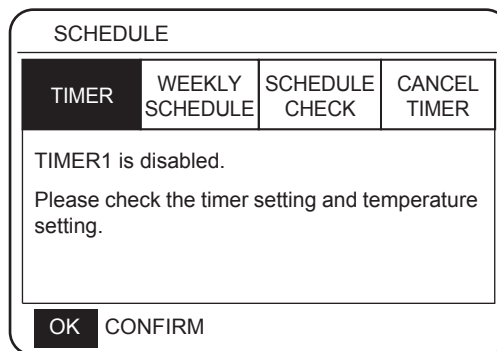 SCHEDULE
TIMER
WEEKLY
SCHEDULE
SCHEDULE
CHECK
CANCEL
TIMER
TIMER1 is disabled.
Please check the timer setting and temperature
setting.
OK CONFIRM